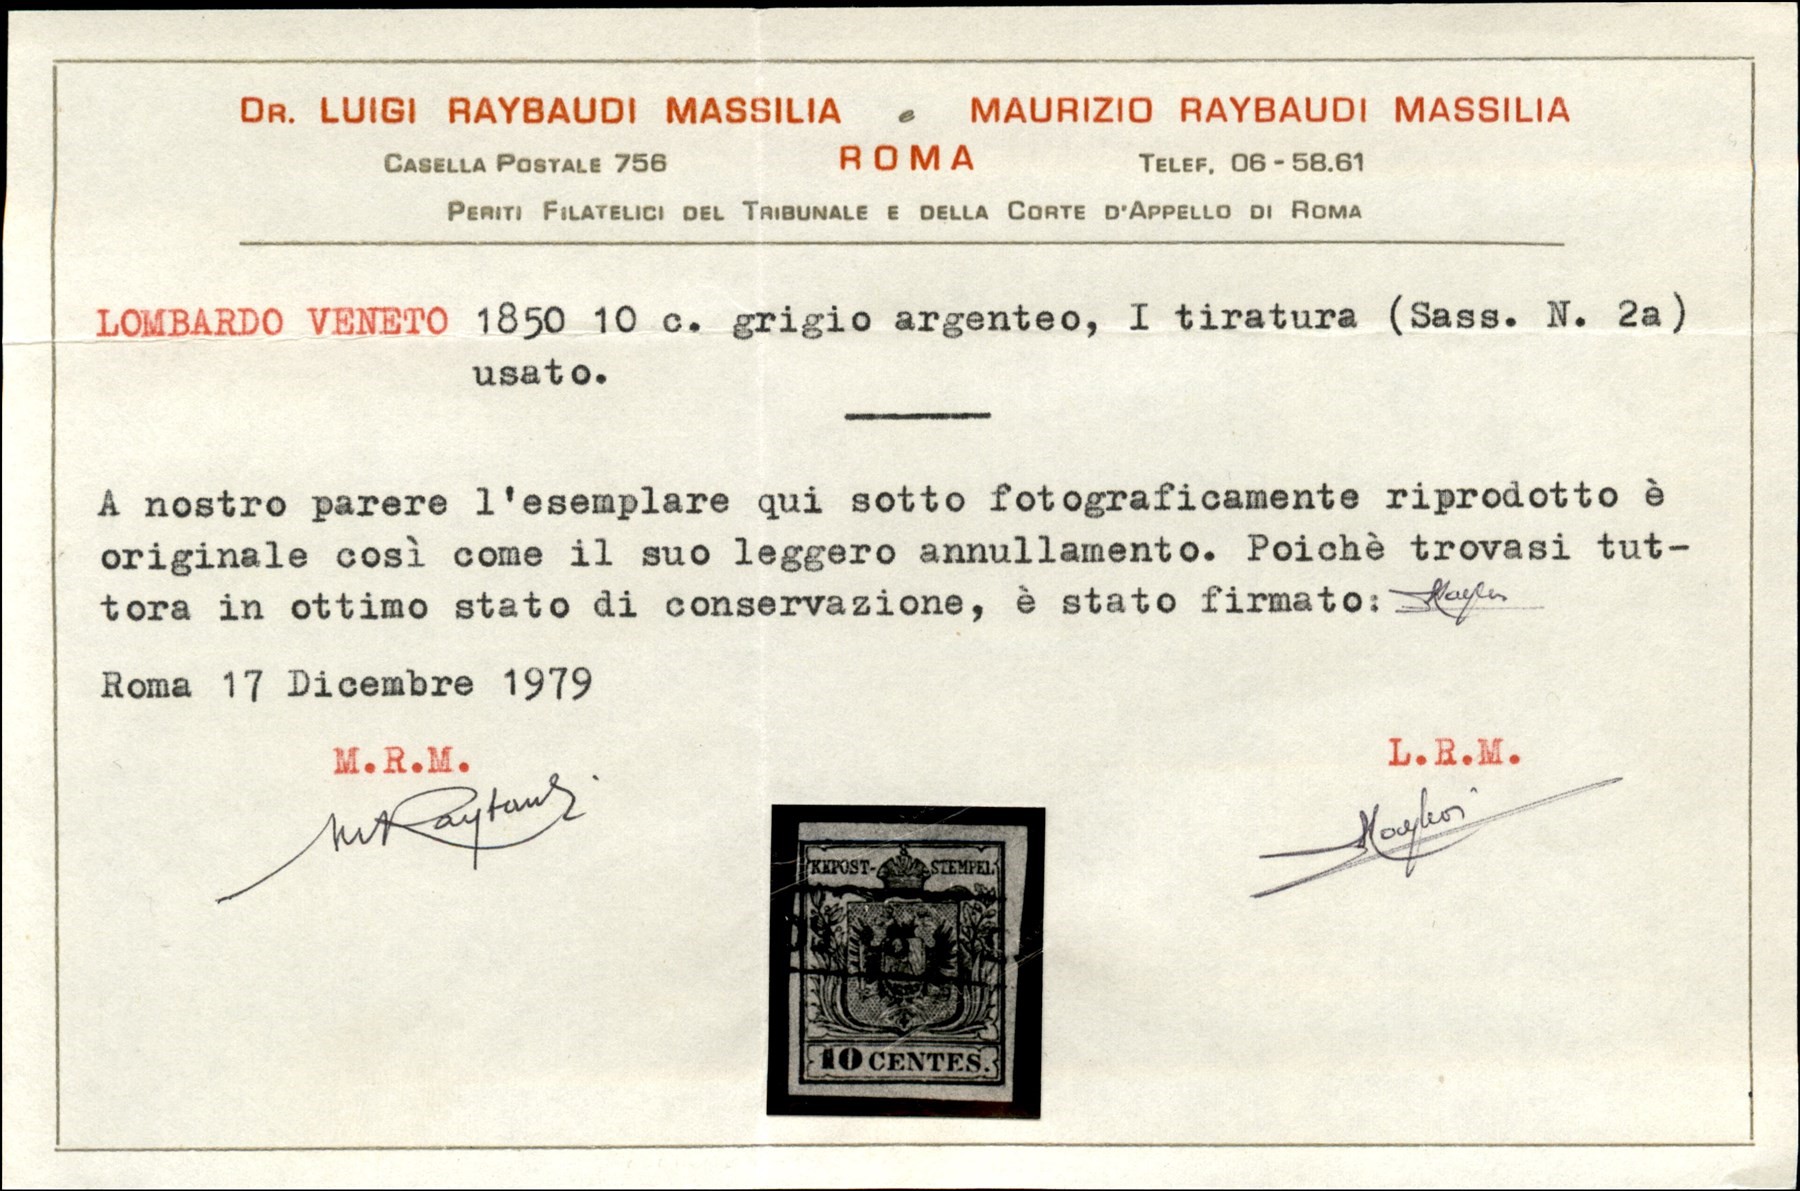 DR. LUIGI RAYBAUDI MASSILIA e MAURIZIO RAYBAUDI MASSILIA
CASELLA POSTALE 756 ROMA TELEF. 06-58.61
PERITI FILATELICI DEL TRIBUNALE E DELLA CORTE D'APPELLO DI ROMA
LOMBARDO VENETO 1850 10 c. grigio argenteo, I tiratura (Sass. N. 2a)
usato.
A nostro parere l'esemplare qui sotto fotograficamente riprodotto è
originale così come il suo leggero annullamento. Poichè trovasi tut-
tora in ottimo stato di conservazione, è stato firmato:
Roma 17 Dicembre 1979
M.R.M. L.R.M.
KKPOST-STEMPEL
10 CENTES.